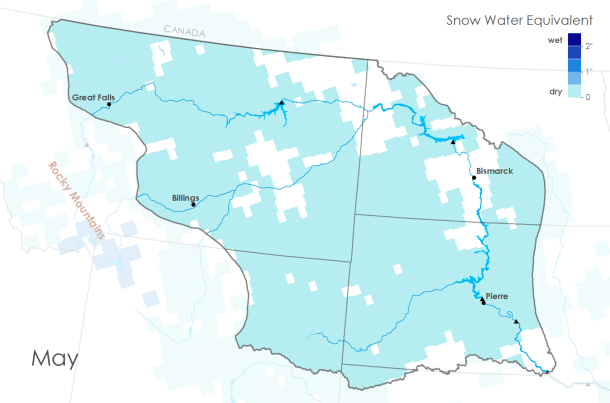 Snow Water Equivalent
wet
2"
1"
dry
0
CANADA
Great Falls
Rocky Mountains
Billings
Bismarck
Pierre
May